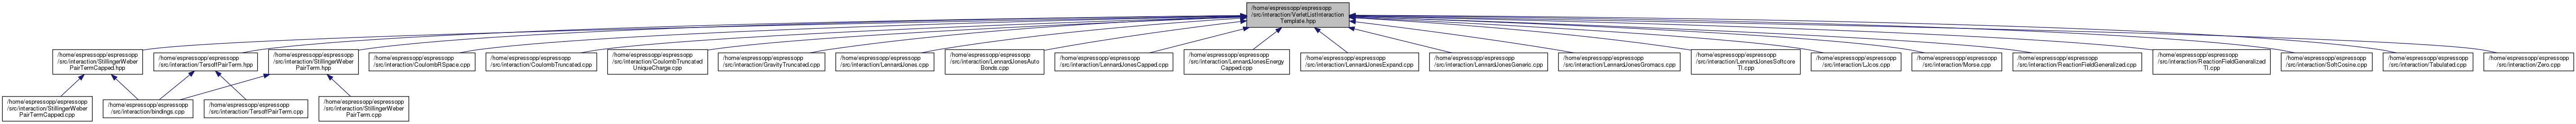 /home/espressopp/espressopp
/src/interaction/VerletListInteraction
Template.hpp
/home/espressopp/espressopp
/src/interaction/StillingerWeber
PairTermCapped.hpp
/home/espressopp/espressopp
/src/interaction/TersoffPairTerm.hpp
/home/espressopp/espressopp
/src/interaction/StillingerWeber
PairTerm.hpp
/home/espressopp/espressopp
/src/interaction/CoulombRSpace.cpp
/home/espressopp/espressopp
/src/interaction/CoulombTruncated.cpp
/home/espressopp/espressopp
/src/interaction/CoulombTruncated
UniqueCharge.cpp
/home/espressopp/espressopp
/src/interaction/GravityTruncated.cpp
/home/espressopp/espressopp
/src/interaction/LennardJones.cpp
/home/espressopp/espressopp
/src/interaction/LennardJonesAuto
Bonds.cpp
/home/espressopp/espressopp
/src/interaction/LennardJonesCapped.cpp
/home/espressopp/espressopp
/src/interaction/LennardJonesEnergy
Capped.cpp
/home/espressopp/espressopp
/src/interaction/LennardJonesExpand.cpp
/home/espressopp/espressopp
/src/interaction/LennardJonesGeneric.cpp
/home/espressopp/espressopp
/src/interaction/LennardJonesGromacs.cpp
/home/espressopp/espressopp
/src/interaction/LennardJonesSoftcore
TI.cpp
/home/espressopp/espressopp
/src/interaction/LJcos.cpp
/home/espressopp/espressopp
/src/interaction/Morse.cpp
/home/espressopp/espressopp
/src/interaction/ReactionFieldGeneralized.cpp
/home/espressopp/espressopp
/src/interaction/ReactionFieldGeneralized
TI.cpp
/home/espressopp/espressopp
/src/interaction/SoftCosine.cpp
/home/espressopp/espressopp
/src/interaction/Tabulated.cpp
/home/espressopp/espressopp
/src/interaction/Zero.cpp
/home/espressopp/espressopp
/src/interaction/StillingerWeber
PairTermCapped.cpp
/home/espressopp/espressopp
/src/interaction/bindings.cpp
/home/espressopp/espressopp
/src/interaction/TersoffPairTerm.cpp
/home/espressopp/espressopp
/src/interaction/StillingerWeber
PairTerm.cpp